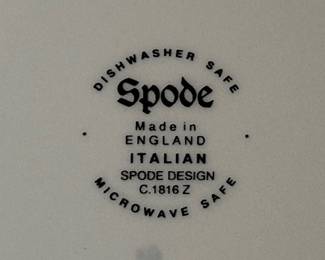 DISHWASHER SAFE
Spode
Made in
ENGLAND
ITALIAN
SPODE DESIGN
C.1816 Z
MICROWAVE SAFE